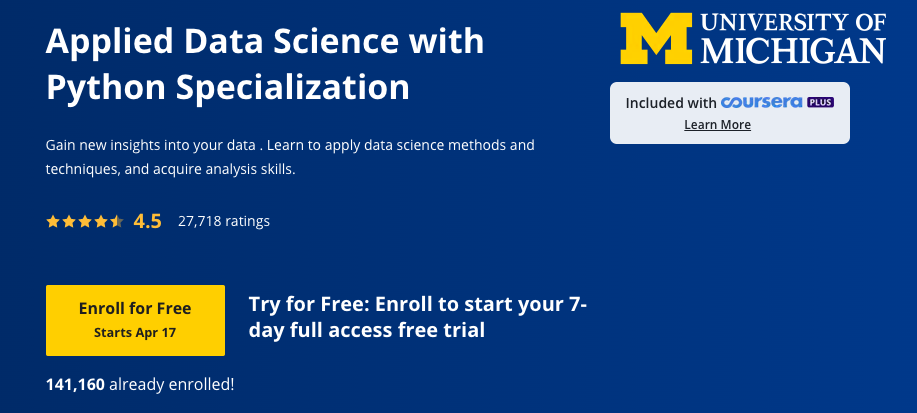 Applied Data Science with
Python Specialization
UNIVERSITY OF
MICHIGAN
Included with coursera PLUS
Learn More
Gain new insights into your data . Learn to apply data science methods and
techniques, and acquire analysis skills.
4.5 27,718 ratings
Enroll for Free
Starts Apr 17
Try for Free: Enroll to start your 7-
day full access free trial
141,160 already enrolled!